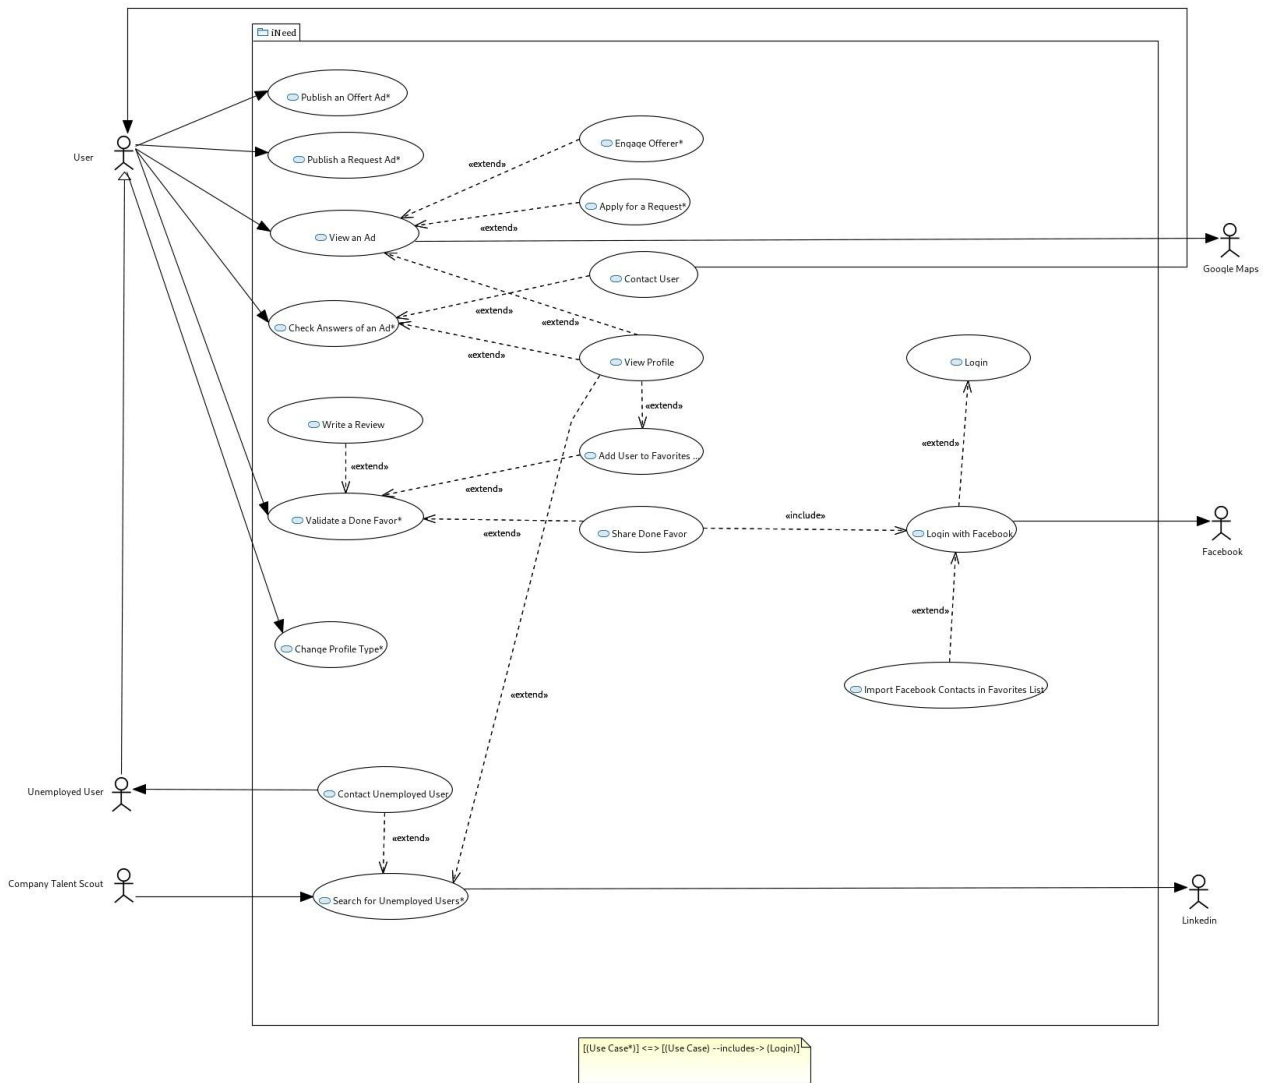 iNeed
Publish an Offert Ad*
User
Publish a Request Ad*
Engage Offerer*
«extend»
Apply for a Request*
«extend»
View an Ad
Google Maps
Contact User
«extend»
«extend»
Check Answers of an Ad*
«extend»
View Profile
Login
«extend»
Write a Review
«extend»
«extend»
Add User to Favorites ...
«extend»
Validate a Done Favor*
«extend»
Share Done Favor
«include»
Login with Facebook
Facebook
«extend»
Change Profile Type*
Import Facebook Contacts in Favorites List
«extend»
Unemployed User
Contact Unemployed User
«extend»
Company Talent Scout
Search for Unemployed Users*
Linkedin
[(Use Case*)] <=> [(Use Case) --includes-> (Login)]